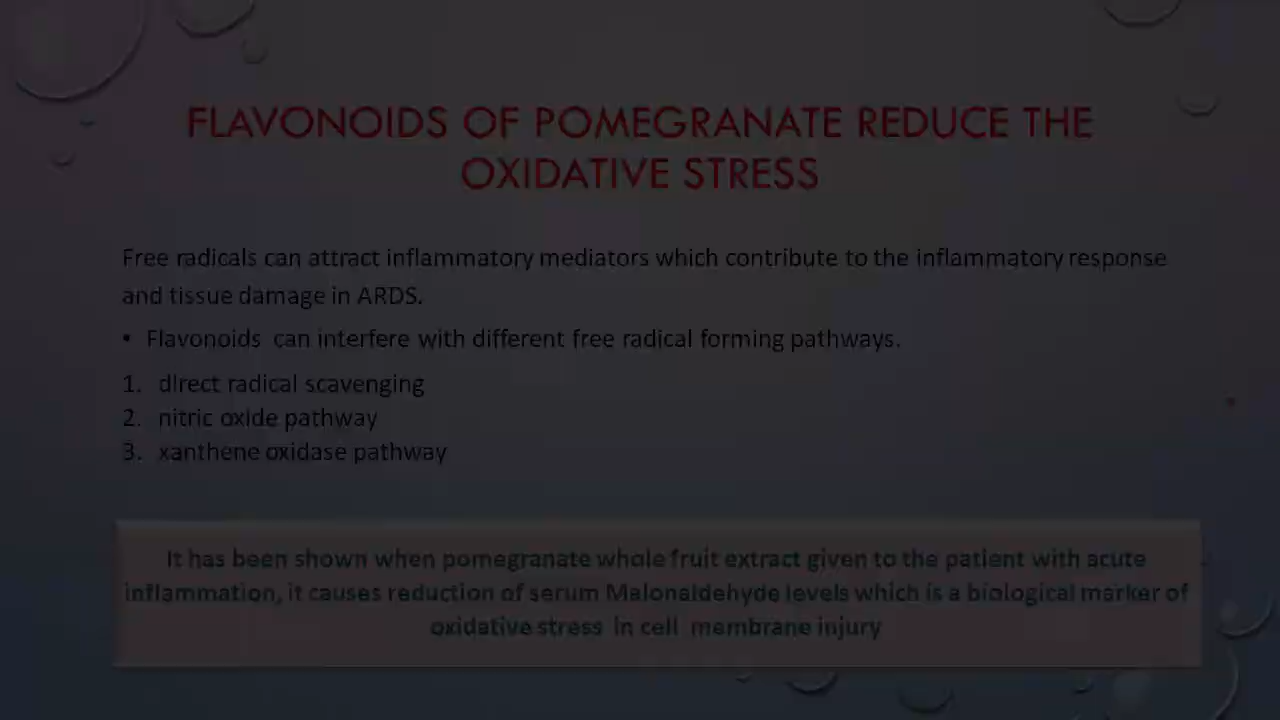 FLAVONOIDS OF POMEGRANATE REDUCE THE
OXIDATIVE STRESS
Free radicals can attract inflammatory mediators which contribute to the inflammatory response
and tissue damage in ARDS.
• Flavonoids can interfere with different free radical forming pathways.
1. direct radical scavenging
2. nitric oxide pathway
3. xanthene oxidase pathway
It has been shown when pomegranate whole fruit extract given to the patient with acute
inflammation, it causes reduction of serum Malonaldehyde levels which is a biological marker of
oxidative stress in cell membrane injury